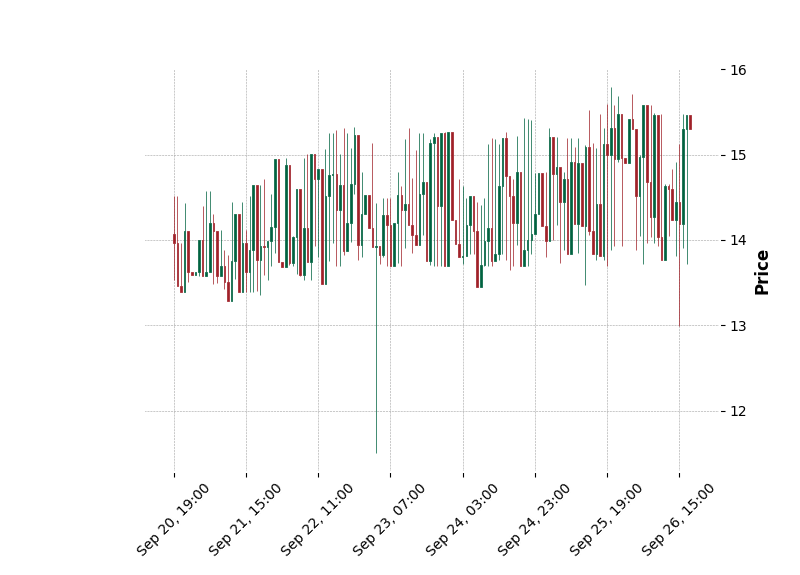 16
15
14
13
12
Price
Sep 20, 19:00
Sep 21, 15:00
Sep 22, 11:00
Sep 23, 07:00
Sep 24, 03:00
Sep 24, 23:00
Sep 25, 19:00
Sep 26, 15:00